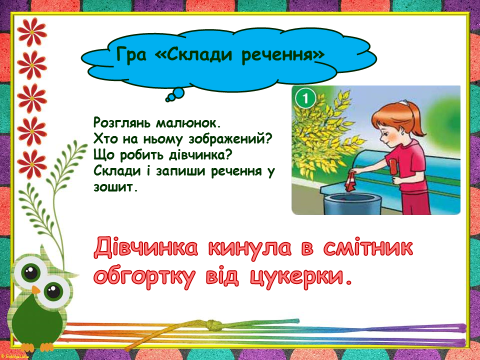 Гра «Склади речення»
1
Розглянь малюнок.
Хто на ньому зображений?
Що робить дівчинка?
Склади і запиши речення у
зошит.
Дівчинка кинула в смітник
обгортку від цукерки.